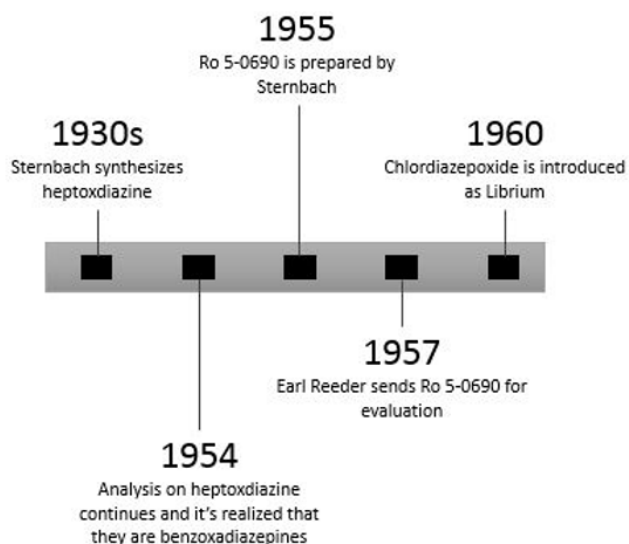 1955
Ro 5-0690 is prepared by
Sternbach
1930s
Sternbach synthesizes
heptoxdiazine
1960
Chlordiazepoxide is introduced
as Librium
1957
Earl Reeder sends Ro 5-0690 for
evaluation
1954
Analysis on heptoxdiazine
continues and it's realized that
they are benzoxadiazepines